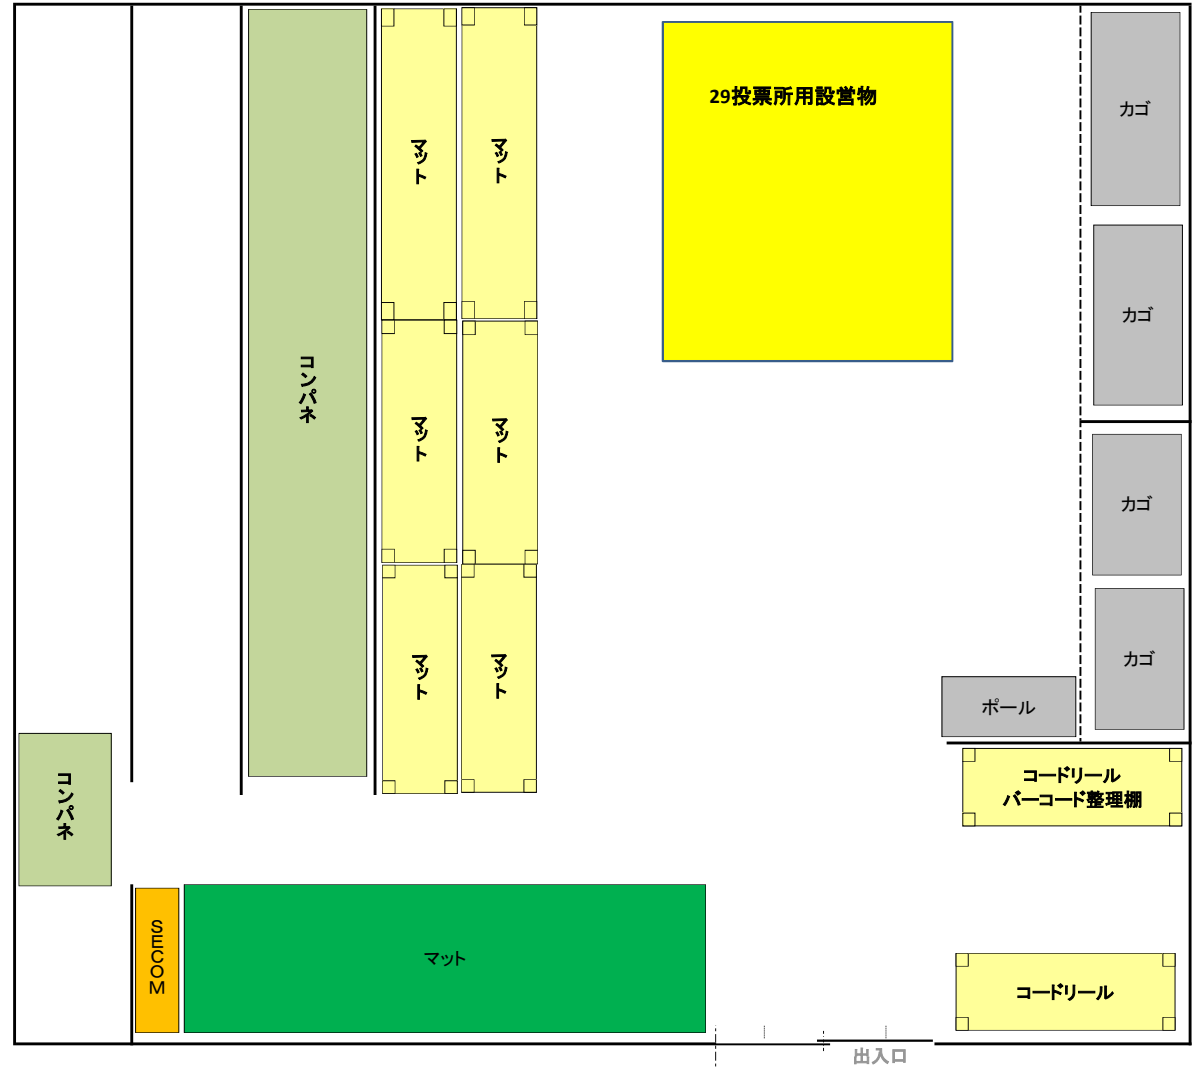 29投票所用設営物
カゴ
マット
マット
カゴ
コンパネ
マット
マット
カゴ
カゴ
マット
マット
ポール
コードリール
バーコード整理棚
コンパネ
SECOM
マット
コードリール
出入口